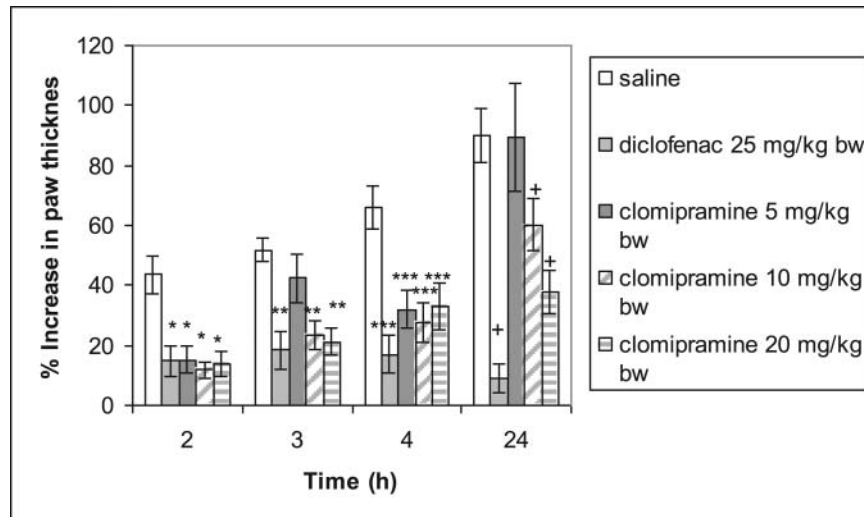 120
100
80
60
40
20
0
% Increase in paw thicknes
* * * *
** ** **
*** *** *** ***
+ + +
2 3 4 24
Time (h)
saline
diclofenac 25 mg/kg bw
clomipramine 5 mg/kg
bw
clomipramine 10 mg/kg
bw
clomipramine 20 mg/kg
bw